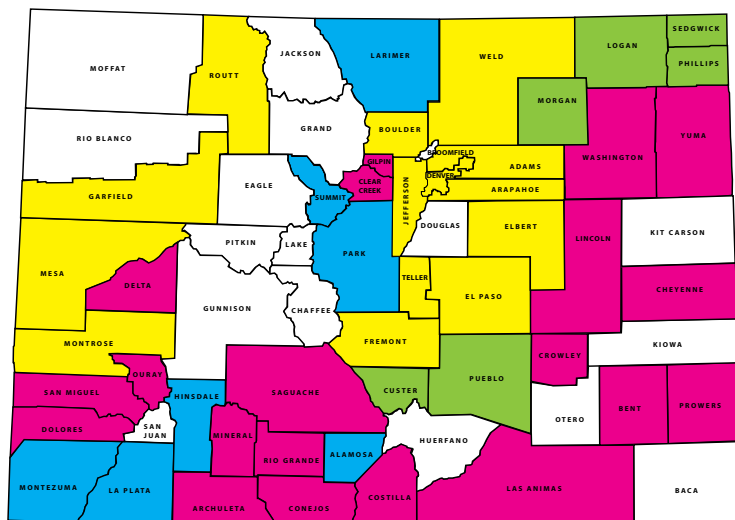 SEDGWICK
LOGAN
JACKSON
LARIMER
WELD
PHILLIPS
MOFFAT
ROUTT
MORGAN
GRAND
BOULDER
YUMA
RIO BLANCO
BROOMFIELD
WASHINGTON
GILPIN
ADAMS
EAGLE
CLEAR
CREEK
DENVER
ARAPAHOE
GARFIELD
SUMMIT
JEFFERSON
DOUGLAS
ELBERT
LINCOLN
KIT CARSON
PITKIN
LAKE
PARK
MESA
TELLER
DELTA
CHEYENNE
EL PASO
GUNNISON
CHAFFEE
MONTROSE
FREMONT
KIOWA
CROWLEY
OURAY
PUEBLO
SAN MIGUEL
HINSDALE
SAGUACHE
CUSTER
BENT
PROWERS
OTERO
DOLORES
SAN
JUAN
MINERAL
HUERFANO
RIO GRANDE
ALAMOSA
MONTEZUMA
LA PLATA
LAS ANIMAS
BACA
COSTILLA
ARCHULETA
CONEJOS